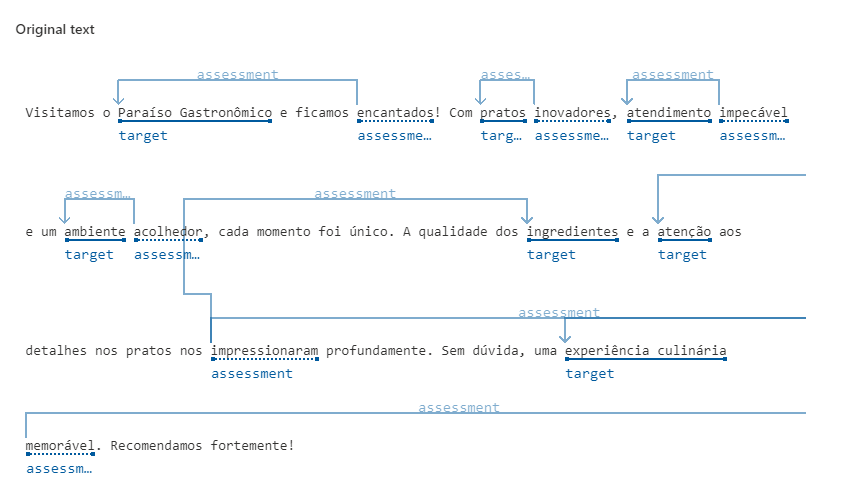 Original text
assessment asses… assessment
Visitamos o Paraíso Gastronômico e ficamos encantados! Com pratos inovadores, atendimento impecável
target assessme… targ… assessme… target assessm…
assessm… assessment
e um ambiente acolhedor, cada momento foi único. A qualidade dos ingredientes e a atenção aos
target assessm… target target
assessment
detalhes nos pratos nos impressionaram profundamente. Sem dúvida, uma experiência culinária
assessment target
assessment
memorável. Recomendamos fortemente!
assessm…